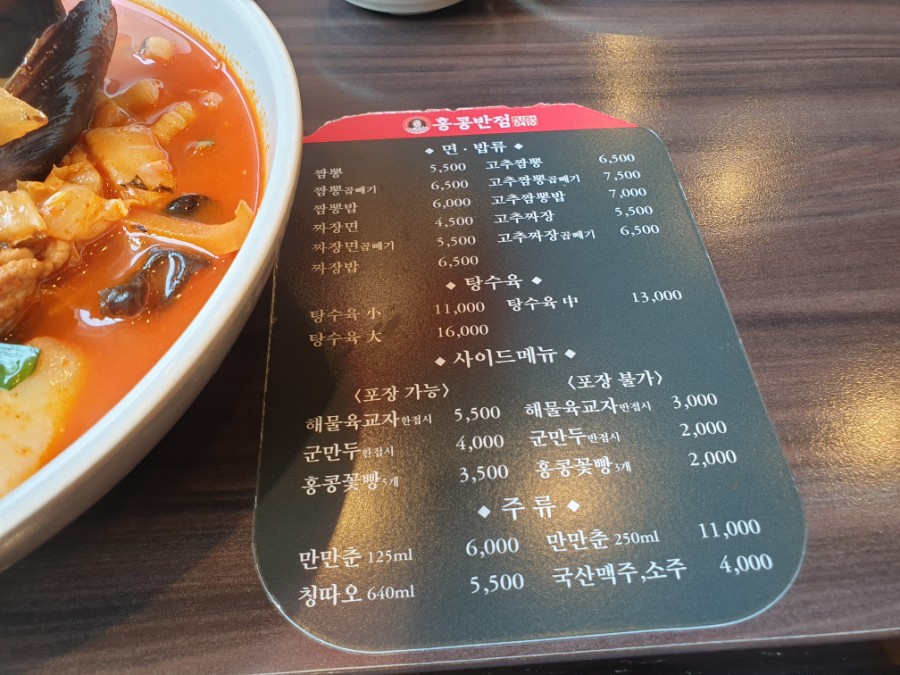 홍콩반점 0410
◆ 면 . 밥류 ◆
짬뽕 5,500 고추짬뽕 6,500
짬뽕곱빼기 6,500 고추짬뽕곱빼기 7,500
짬뽕밥 6,000 고추짬뽕밥 7,000
짜장면 4,500 고추짜장 5,500
짜장면곱빼기 5,500 고추짜장곱빼기 6,500
짜장밥 6,500
◆ 탕수육 ◆
탕수육 小 11,000 탕수육 中 13,000
탕수육 大 16,000
◆ 사이드메뉴 ◆
〈포장 가능〉 〈포장 불가〉
해물육교자한접시 5,500 해물육교자반접시 3,000
군만두한접시 4,000 군만두반접시 2,000
홍콩꽃빵5개 3,500 홍콩꽃빵3개 2,000
◆ 주 류 ◆
만만춘 125ml 6,000 만만춘 250ml 11,000
칭따오 640ml 5,500 국산맥주,소주 4,000